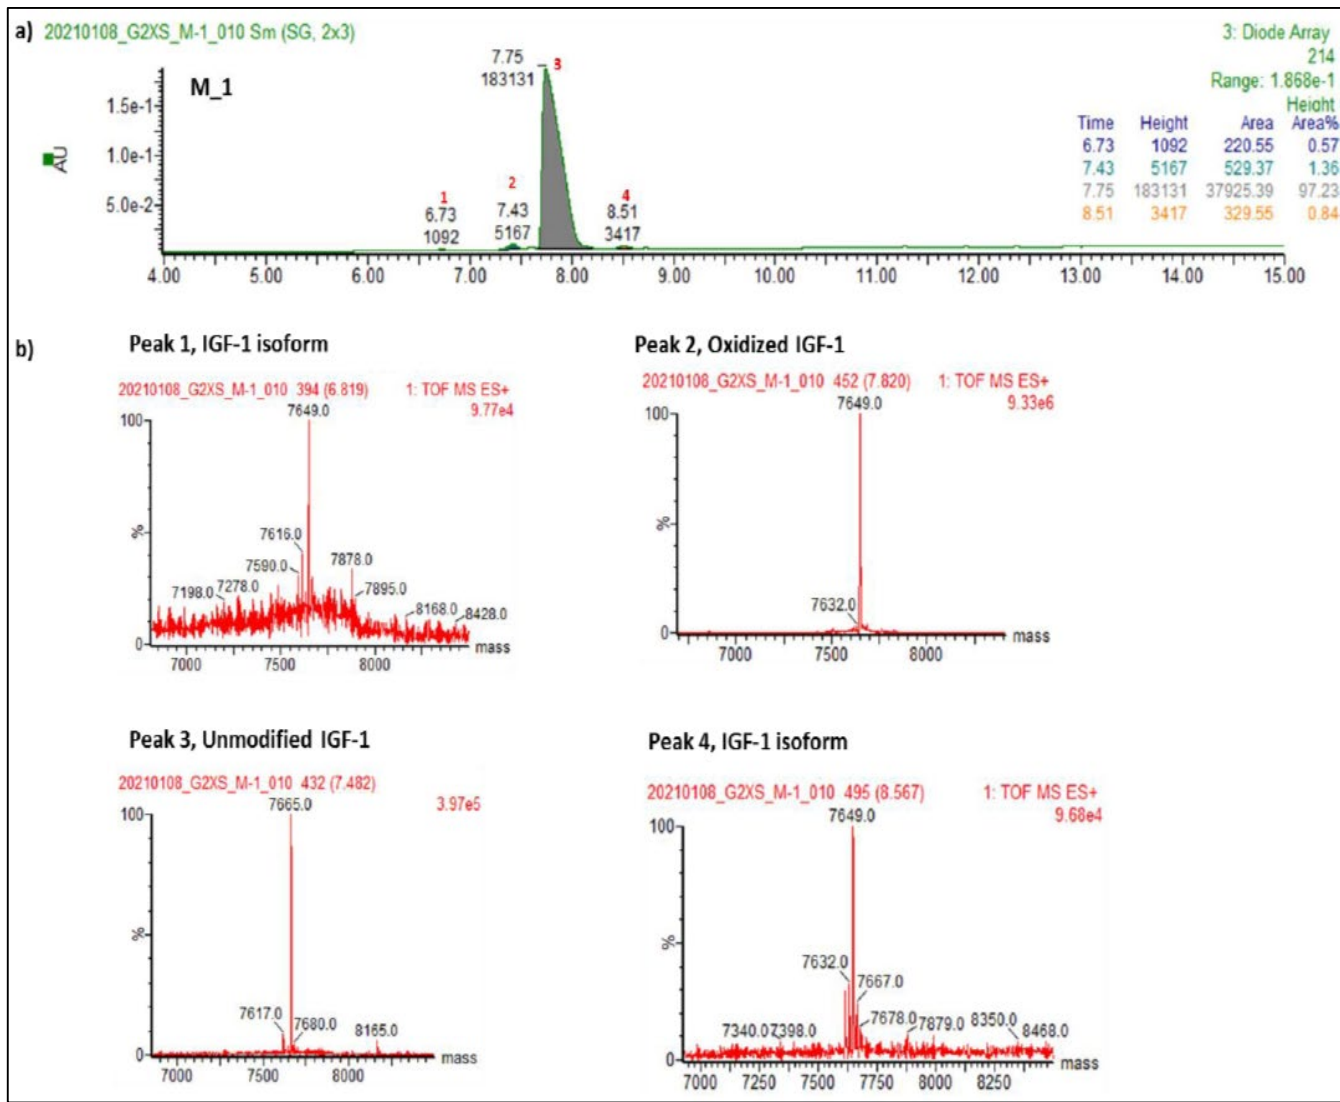 a) 20210108_G2XS_M-1_010 Sm (SG, 2x3)
3: Diode Array
214
Range: 1.868e-1
Height
M_1
7.75
183131
3
Time Height Area Area%
6.73 1092 220.55 0.57
7.43 5167 529.37 1.36
7.75 183131 37925.39 97.23
8.51 3417 329.55 0.84
AU
1.5e-1
1.0e-1
5.0e-2
1
6.73
1092
2
7.43
5167
4
8.51
3417
4.00 5.00 6.00 7.00 8.00 9.00 10.00 11.00 12.00 13.00 14.00 15.00
b)
Peak 1, IGF-1 isoform
20210108_G2XS_M-1_010 394 (6.819) 1: TOF MS ES+
9.77e4
7649.0
100
%
0
7616.0
7590.0
7878.0
7895.0
7198.0
7278.0
8168.0
8428.0
mass
7000 7500 8000
Peak 2, Oxidized IGF-1
20210108_G2XS_M-1_010 452 (7.820) 1: TOF MS ES+
9.33e6
7649.0
100
%
0
7632.0
mass
7000 7500 8000
Peak 3, Unmodified IGF-1
20210108_G2XS_M-1_010 432 (7.482)
3.97e5
7665.0
100
%
0
7617.0
7680.0
8165.0
mass
7000 7500 8000
Peak 4, IGF-1 isoform
20210108_G2XS_M-1_010 495 (8.567) 1: TOF MS ES+
9.68e4
7649.0
100
%
0
7632.0
7667.0
7678.0
7340.0
7398.0
7879.0
8350.0
8468.0
mass
7000 7250 7500 7750 8000 8250